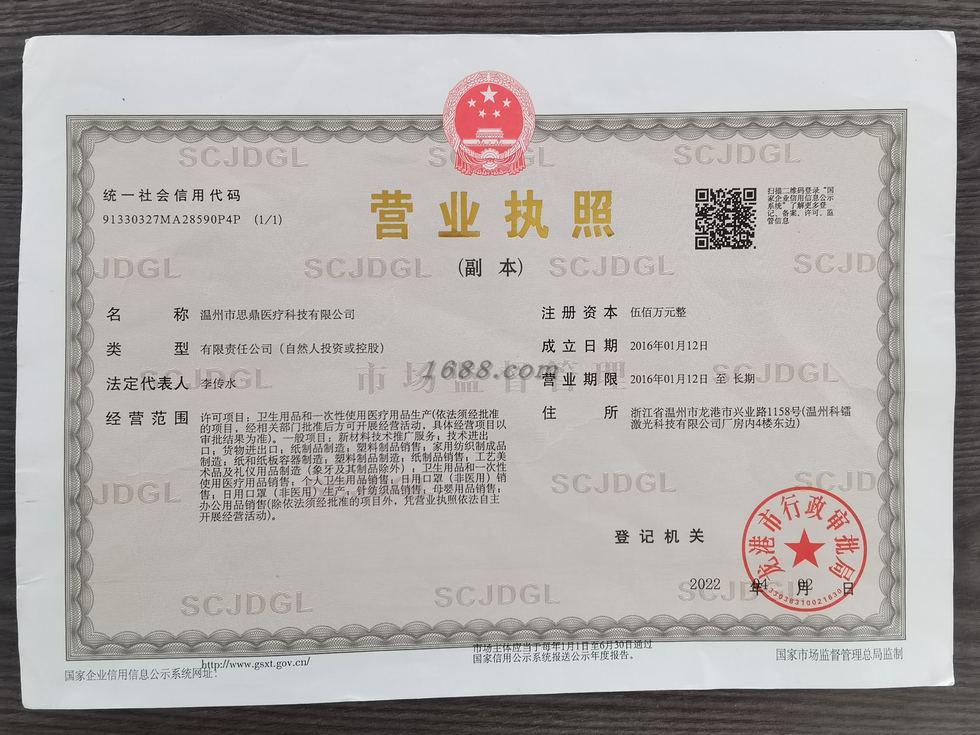 SCJDGL SCJDGL
统一社会信用代码
91330327MA28590P4P (1/1)
营业执照
(副 本)
扫描二维码登录“国
家企业信用信息公示
系统”了解更多登
记、备案、许可、监
管信息
JDGL SCJDGL SCJDGL SCJD
名 称 温州市思鼎医疗科技有限公司
类 型 有限责任公司（自然人投资或控股）
法定代表人 李传水
经营范围 许可项目：卫生用品和一次性使用医疗用品生产(依法须经批准
的项目，经相关部门批准后方可开展经营活动，具体经营项目以
审批结果为准)。一般项目：新材料技术推广服务；技术进出
口；货物进出口；纸制品制造；塑料制品销售；家用纺织制成品
制造；纸和纸板容器制造；塑料制品制造；纸制品销售；工艺美
术品及礼仪用品制造（象牙及其制品除外）；卫生用品和一次性
使用医疗用品销售；个人卫生用品销售；日用口罩（非医用）销
售；日用口罩（非医用）生产；针纺织品销售；母婴用品销售；
办公用品销售(除依法须经批准的项目外，凭营业执照依法自主
开展经营活动)。
注册资本 伍佰万元整
成立日期 2016年01月12日
营业期限 2016年01月12日 至 长期
住 所 浙江省温州市龙港市兴业路1158号(温州科镭
激光科技有限公司厂房内4楼东边)
1688.com
市场监督管理
SCJDGL
JDGL SCJDGL SCJD
登记机关
龙港市行政审批局
2022 年 04 月 02 日
SCJDGL SCJDGL
http://www.gsxt.gov.cn/
国家企业信用信息公示系统网址:
市场主体应当于每年1月1日至6月30日通过
国家信用公示系统报送公示年度报告。
国家市场监督管理总局监制